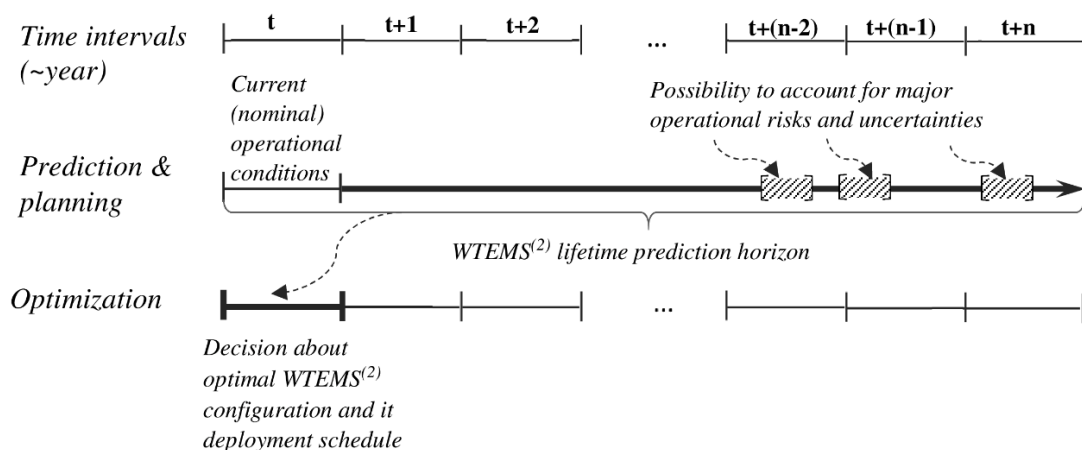 Time intervals
(~year)
t
t+1
t+2
...
t+(n-2)
t+(n-1)
t+n
Current
(nominal)
operational
conditions
Possibility to account for major
operational risks and uncertainties
Prediction &
planning
WTEMS⁽²⁾ lifetime prediction horizon
Optimization
...
Decision about
optimal WTEMS⁽²⁾
configuration and it
deployment schedule